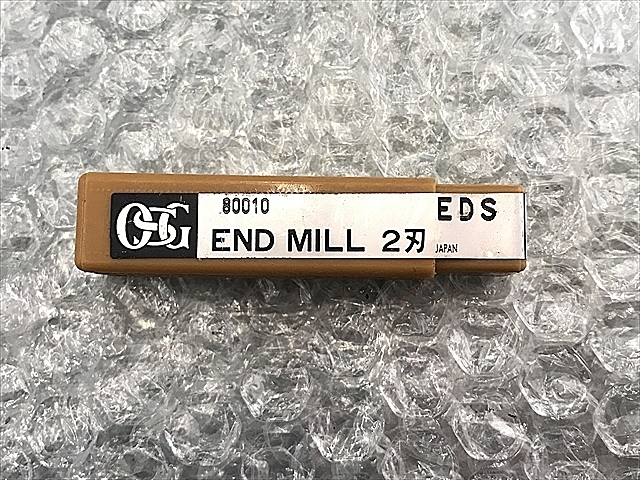 80010 EDS
OSG END MILL 2刃 JAPAN